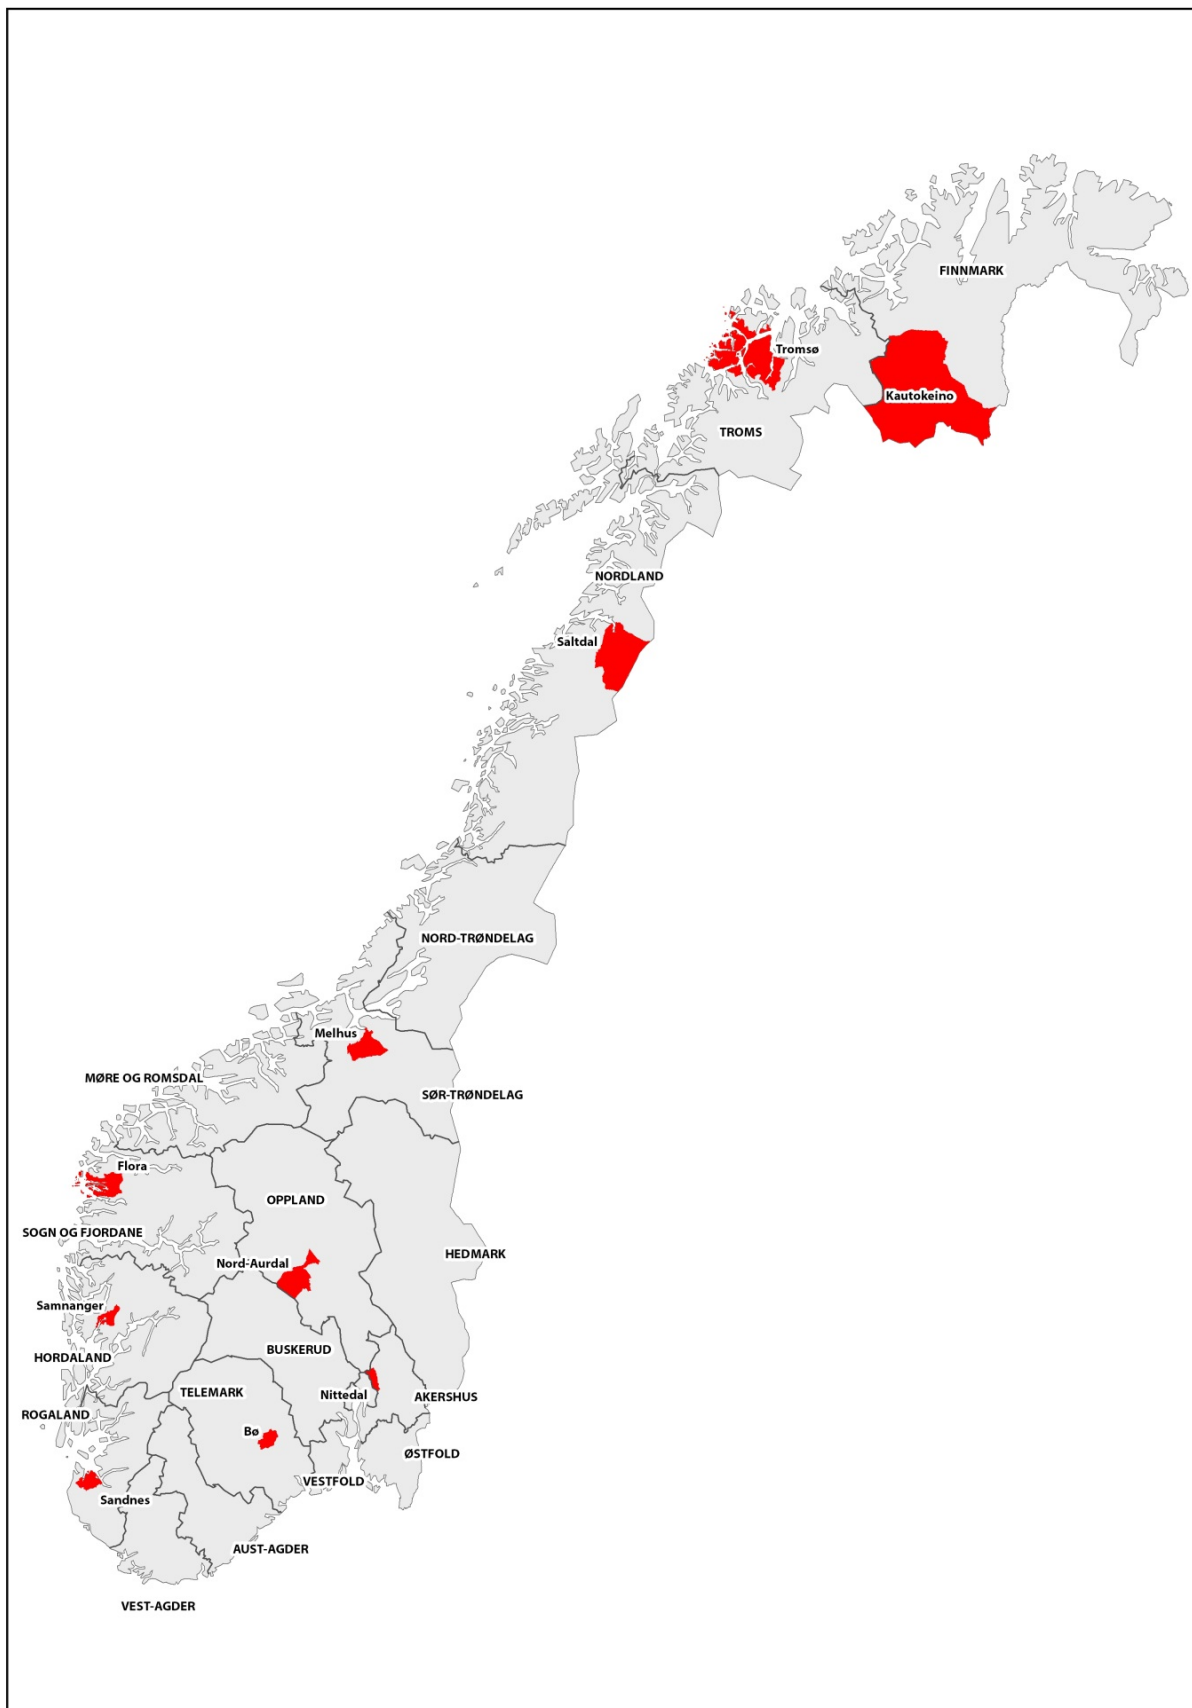 FINNMARK
Tromsø
Kautokeino
TROMS
NORDLAND
Saltdal
NORD-TRØNDELAG
Melhus
MØRE OG ROMSDAL
SØR-TRØNDELAG
Flora
OPPLAND
SOGN OG FJORDANE
HEDMARK
Nord-Aurdal
Samnanger
BUSKERUD
HORDALAND
TELEMARK
Nittedal
AKERSHUS
ROGALAND
Bø
ØSTFOLD
VESTFOLD
Sandnes
AUST-AGDER
VEST-AGDER